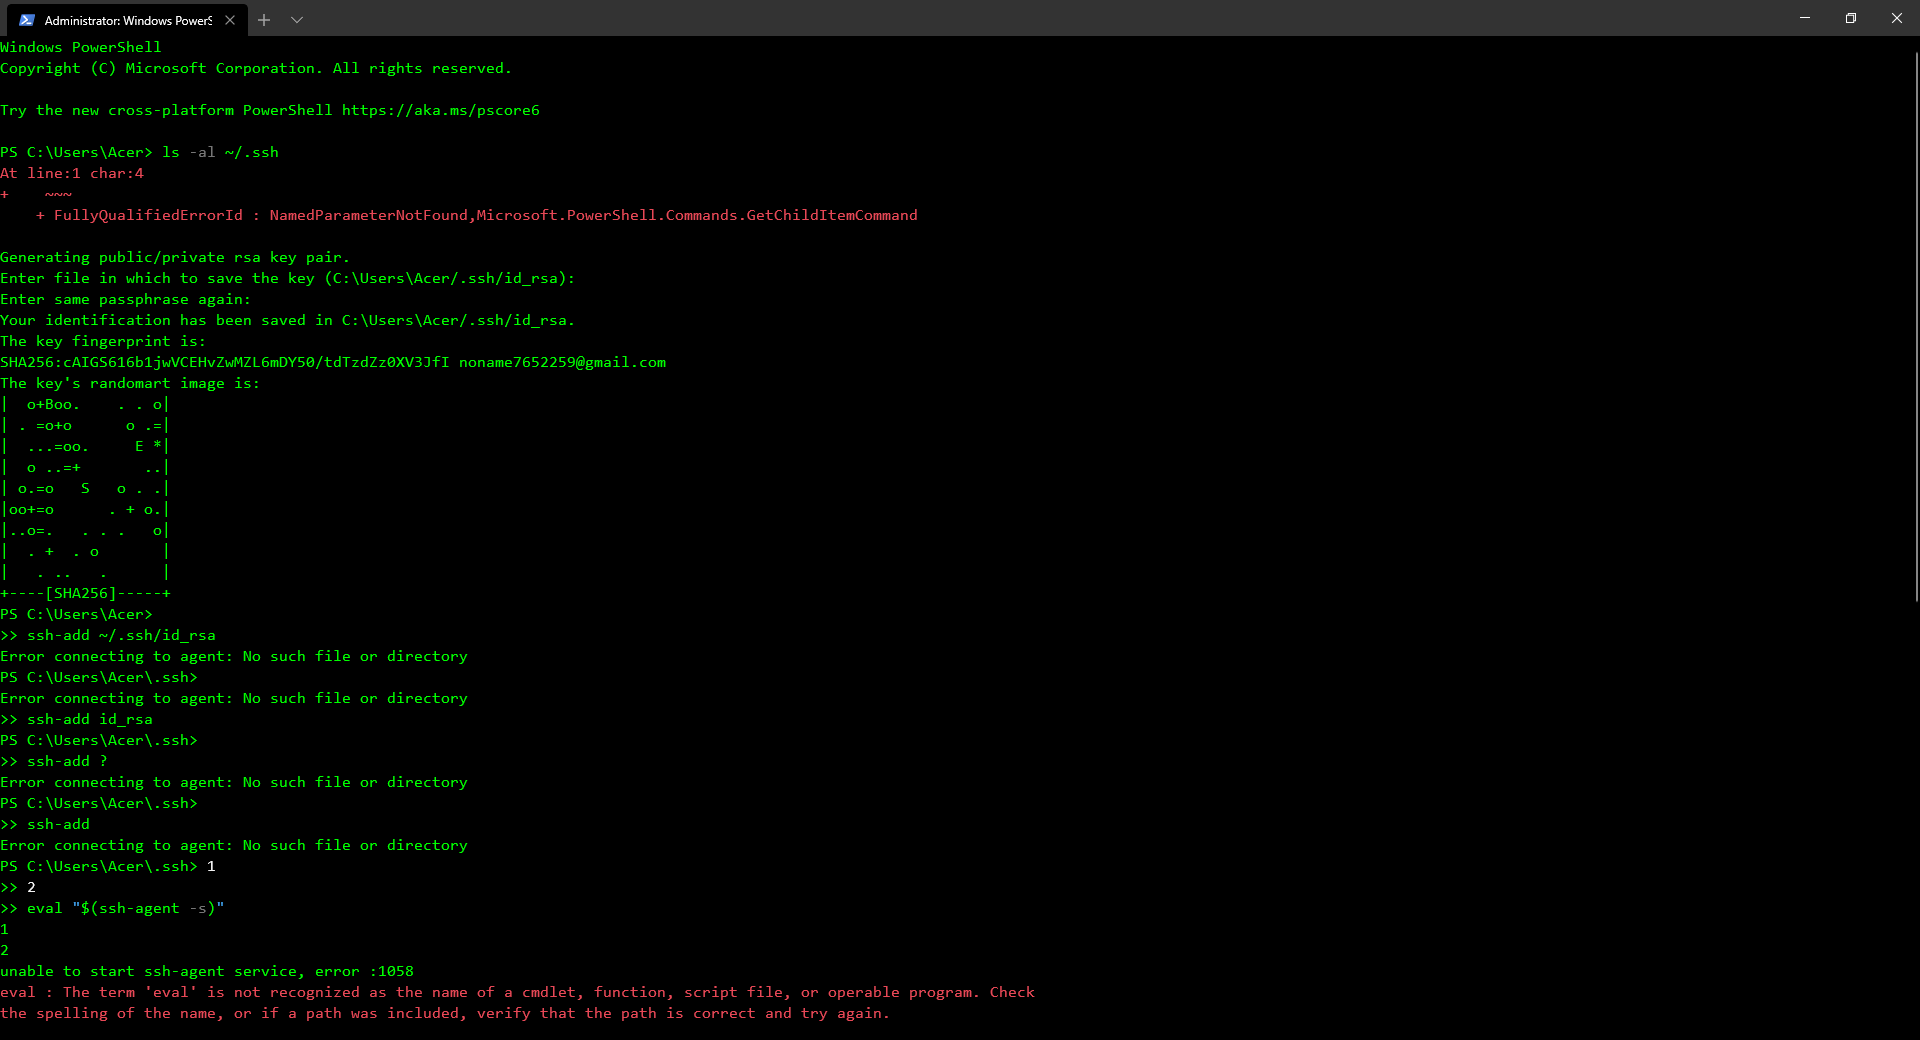 Administrator: Windows PowerS
Windows PowerShell
Copyright (C) Microsoft Corporation. All rights reserved.
Try the new cross-platform PowerShell https://aka.ms/pscore6
PS C:\Users\Acer> ls -al ~/.ssh
At line:1 char:4
+    ~~~
    + FullyQualifiedErrorId : NamedParameterNotFound,Microsoft.PowerShell.Commands.GetChildItemCommand
Generating public/private rsa key pair.
Enter file in which to save the key (C:\Users\Acer/.ssh/id_rsa):
Enter same passphrase again:
Your identification has been saved in C:\Users\Acer/.ssh/id_rsa.
The key fingerprint is:
SHA256:cAIGS616b1jwVCEHvZwMZL6mDY50/tdTzdZz0XV3JfI noname7652259@gmail.com
The key's randomart image is:
|  o+Boo.    . . o|
| . =o+o      o .=|
|  ...=oo.     E *|
|  o ..=+       ..|
| o.=o   S   o . .|
|oo+=o      . + o.|
|..o=.   . . .   o|
|  . +  . o       |
|   . ..   .      |
+----[SHA256]-----+
PS C:\Users\Acer>
>> ssh-add ~/.ssh/id_rsa
Error connecting to agent: No such file or directory
PS C:\Users\Acer\.ssh>
Error connecting to agent: No such file or directory
>> ssh-add id_rsa
PS C:\Users\Acer\.ssh>
>> ssh-add ?
Error connecting to agent: No such file or directory
PS C:\Users\Acer\.ssh>
>> ssh-add
Error connecting to agent: No such file or directory
PS C:\Users\Acer\.ssh> 1
>> 2
>> eval "$(ssh-agent -s)"
1
2
unable to start ssh-agent service, error :1058
eval : The term 'eval' is not recognized as the name of a cmdlet, function, script file, or operable program. Check
the spelling of the name, or if a path was included, verify that the path is correct and try again.